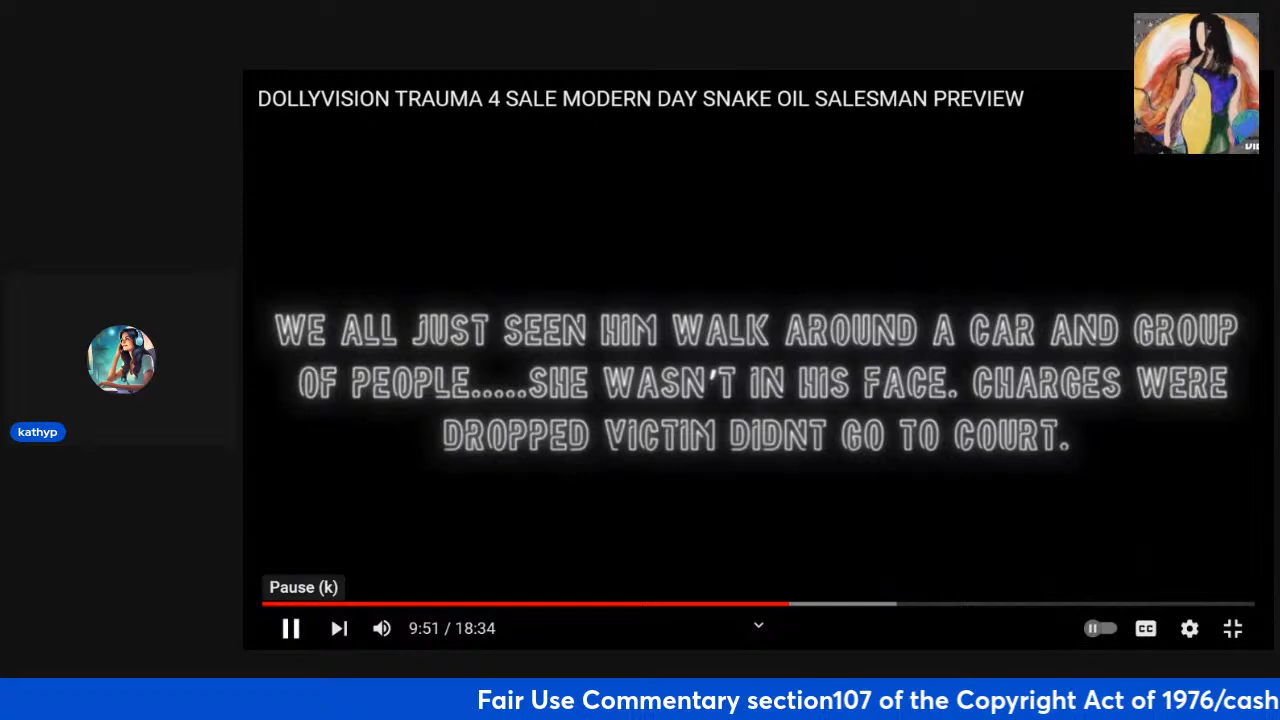 DOLLYVISION TRAUMA 4 SALE MODERN DAY SNAKE OIL SALESMAN PREVIEW
WE ALL JUST SEEN HIM WALK AROUND A CAR AND GROUP
OF PEOPLE.....SHE WASN'T IN HIS FACE. CHARGES WERE
DROPPED VICTIM DIDNT GO TO COURT.
kathyp
Pause (k)
9:51 / 18:34
CC
Fair Use Commentary section107 of the Copyright Act of 1976/cash